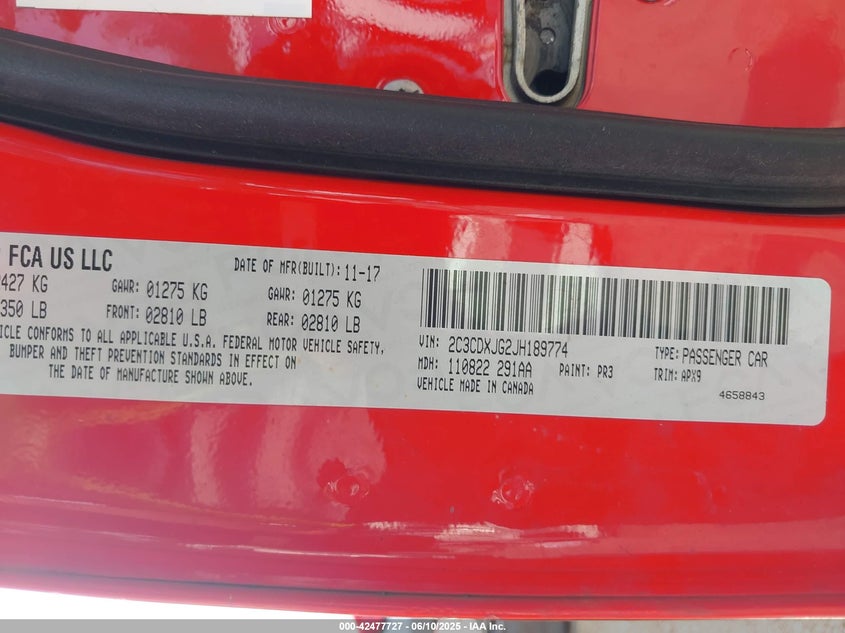 FCA US LLC
DATE OF MFR(BUILT): 11-17
427 KG GAWR: 01275 KG GAWR: 01275 KG
350 LB FRONT: 02810 LB REAR: 02810 LB
VEHICLE CONFORMS TO ALL APPLICABLE U.S.A. FEDERAL MOTOR VEHICLE SAFETY,
BUMPER AND THEFT PREVENTION STANDARDS IN EFFECT ON
THE DATE OF MANUFACTURE SHOWN ABOVE.
VIN: 2C3CDXJG2JH189774 TYPE: PASSENGER CAR
MDH: 110822 291AA PAINT: PR3 TRIM: APX9
VEHICLE MADE IN CANADA
4658843
000-42477727 - 06/10/2025 - IAA Inc.